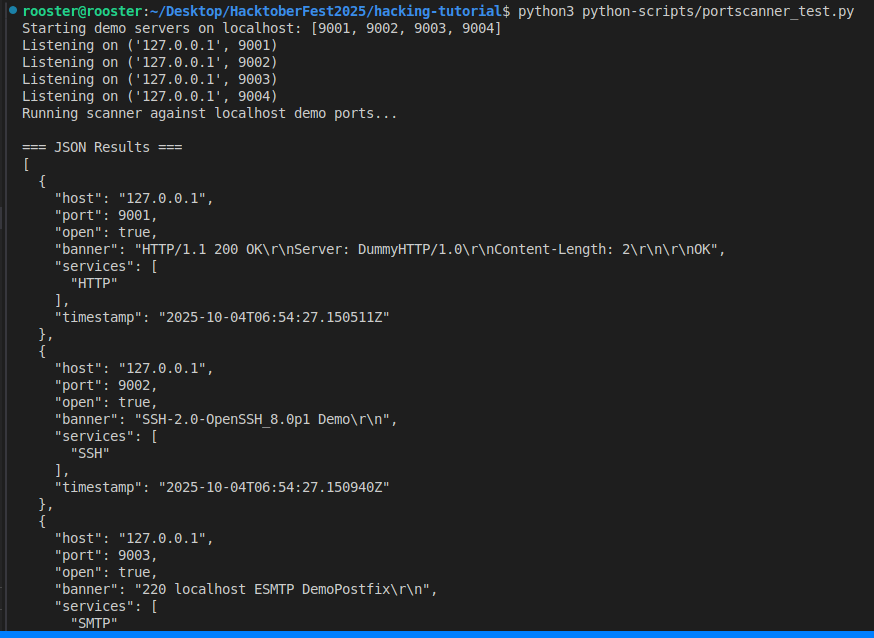 rooster@rooster:~/Desktop/HacktoberFest2025/hacking-tutorial$ python3 python-scripts/portscanner_test.py
Starting demo servers on localhost: [9001, 9002, 9003, 9004]
Listening on ('127.0.0.1', 9001)
Listening on ('127.0.0.1', 9002)
Listening on ('127.0.0.1', 9003)
Listening on ('127.0.0.1', 9004)
Running scanner against localhost demo ports...

=== JSON Results ===
[
  {
    "host": "127.0.0.1",
    "port": 9001,
    "open": true,
    "banner": "HTTP/1.1 200 OK\r\nServer: DummyHTTP/1.0\r\nContent-Length: 2\r\n\r\nOK",
    "services": [
      "HTTP"
    ],
    "timestamp": "2025-10-04T06:54:27.150511Z"
  },
  {
    "host": "127.0.0.1",
    "port": 9002,
    "open": true,
    "banner": "SSH-2.0-OpenSSH_8.0p1 Demo\r\n",
    "services": [
      "SSH"
    ],
    "timestamp": "2025-10-04T06:54:27.150940Z"
  },
  {
    "host": "127.0.0.1",
    "port": 9003,
    "open": true,
    "banner": "220 localhost ESMTP DemoPostfix\r\n",
    "services": [
      "SMTP"